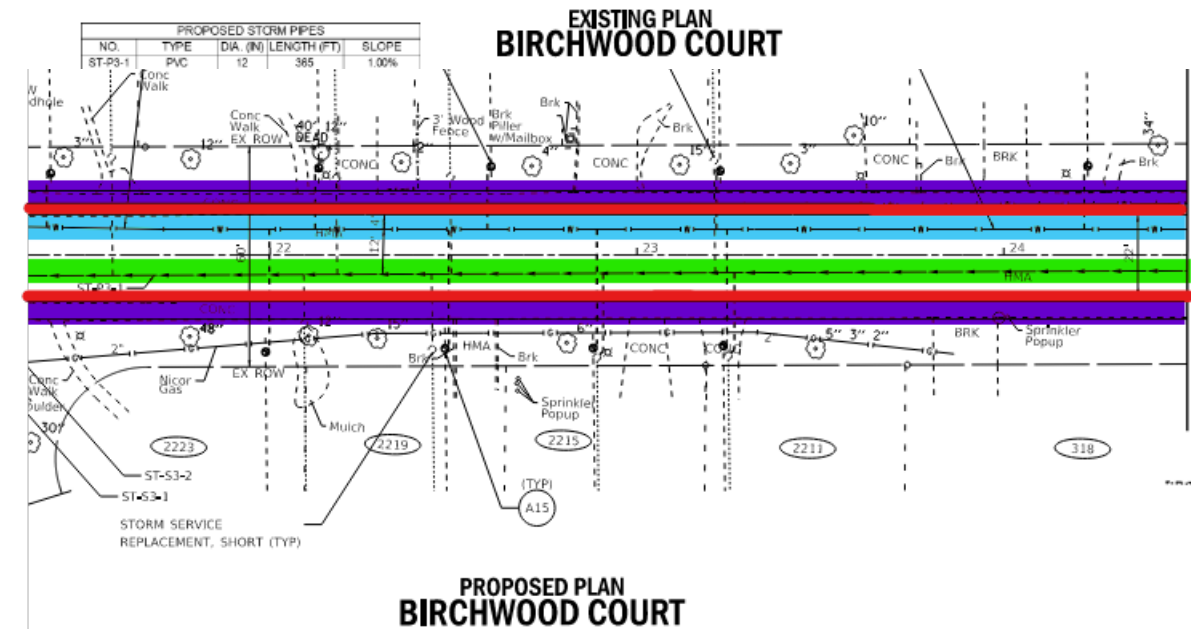 EXISTING PLAN
BIRCHWOOD COURT
PROPOSED STORM PIPES
NO. TYPE DIA. (IN) LENGTH (FT) SLOPE
ST-P3-1 PVC 12 365 1.00%
Conc
Walk
Conc
Walk
EX ROW
40" 12"
DEAD
CONC
3' Wood
Fence
Brk
Piller
w/Mailbox
Brk
Brk
10"
34"
3"
12"
4"
CONC
15"
3"
CONC
Brk
BRK
Brk
60'
22
12'
4'
HMA
23
24
22'
ST-P3-1
HMA
CONC
48"
15"
6"
5" 3" 2"
BRK
Sprinkler
Popup
2"
Nicor
Gas
EX ROW
Brk
HMA
Brk
CONC
2"
Conc
Walk
30"
Mulch
Sprinkler
Popup
2223
2219
2215
2211
318
ST-S3-2
ST-S3-1
(TYP)
A15
STORM SERVICE
REPLACEMENT, SHORT (TYP)
PROPOSED PLAN
BIRCHWOOD COURT